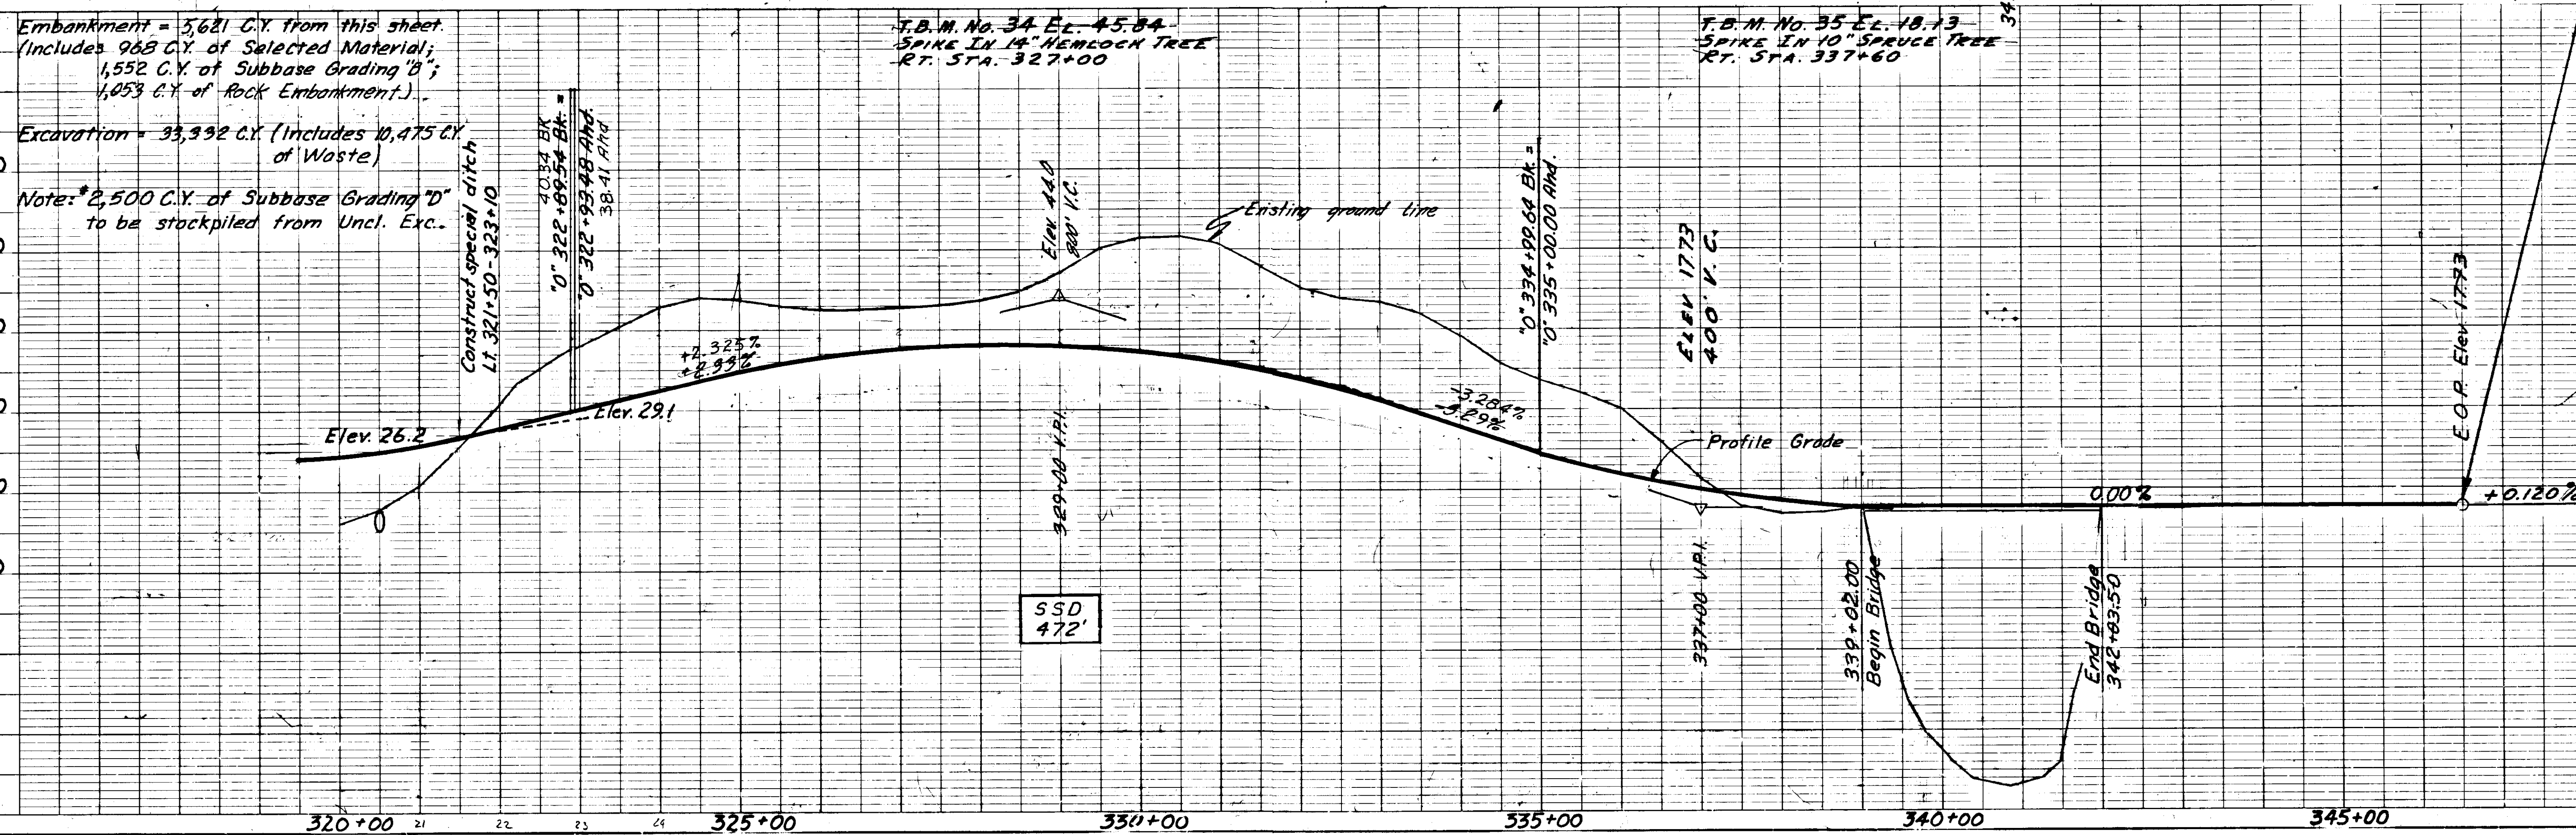 Embankment = 5,621 C.Y. from this sheet.
(Includes 968 C.Y. of Selected Material;
1,552 C.Y. of Subbase Grading "B";
1,053 C.Y. of Rock Embankment.)
Excavation = 33,332 C.Y. (Includes 10,475 C.Y.
of Waste)
Note: *2,500 C.Y. of Subbase Grading "D"
to be stockpiled from Uncl. Exc.
T.B.M. No. 34 EL. 45.84
SPIKE IN 14" HEMLOCK TREE
RT. STA. 327+00
T.B.M. No. 35 EL. 18.13
SPIKE IN 10" SPRUCE TREE
RT. STA. 337+60
34
Construct special ditch
Lt. 321+50 - 323+10
40.34 BK
"O" 322+89.54 Bk. =
"O" 322+93.48 Ahd.
38.41 Ahd
Elev. 44.0
800' V.C.
Existing ground line
"O" 334+99.64 Bk. =
"O" 335+00.00 Ahd.
ELEV 17.73
400' V.C.
E.O.P. Elev. 17.73
+2.325%
+2.93%
Elev. 29.1
Elev. 26.2
329+00 V.P.I.
-3.284%
-3.29%
Profile Grade
0.00%
+0.120%
SSD
472'
337+00 V.P.I.
339+02.00
Begin Bridge
End Bridge
342+03.50
320+00 21 22 23 24 325+00 330+00 335+00 340+00 345+00